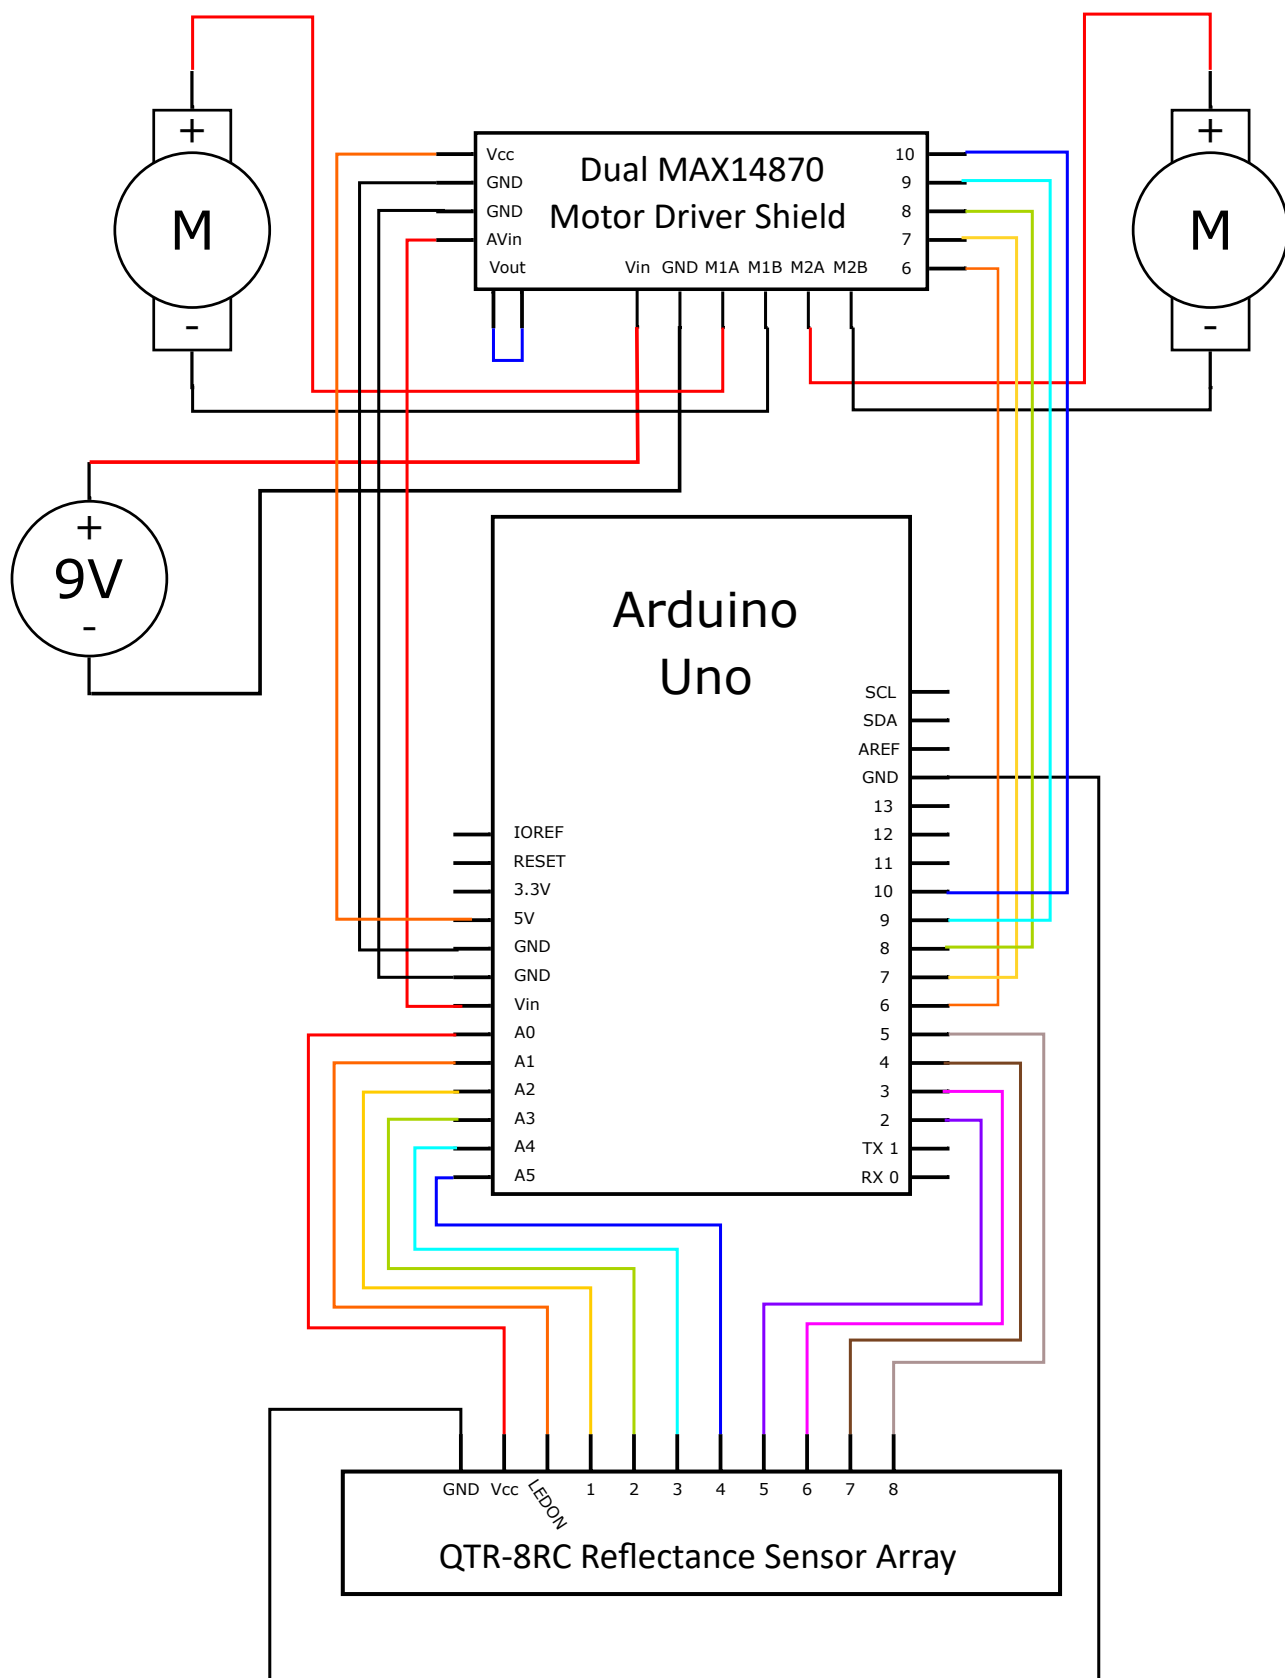 +
M
-
Vcc
GND
GND
AVin
Vout
Dual MAX14870
Motor Driver Shield
10
9
8
7
6
Vin GND M1A M1B M2A M2B
+
M
-
+
9V
-
Arduino
Uno
IOREF
RESET
3.3V
5V
GND
GND
Vin
A0
A1
A2
A3
A4
A5
SCL
SDA
AREF
GND
13
12
11
10
9
8
7
6
5
4
3
2
TX 1
RX 0
GND Vcc LEDON 1 2 3 4 5 6 7 8
QTR-8RC Reflectance Sensor Array